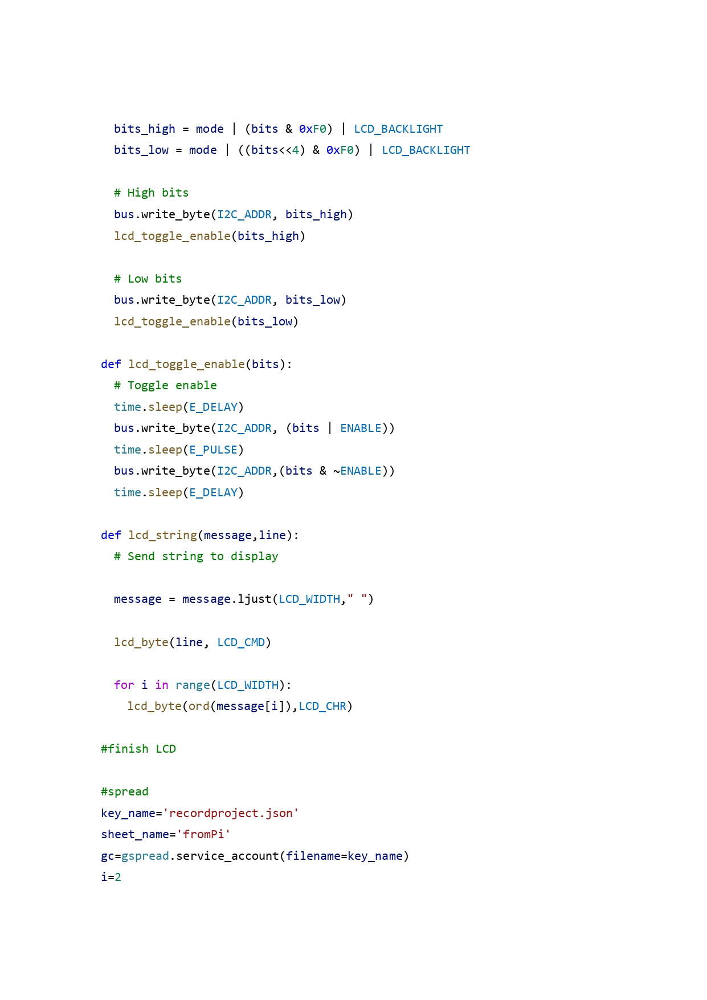 bits_high = mode | (bits & 0xF0) | LCD_BACKLIGHT
bits_low = mode | ((bits<<4) & 0xF0) | LCD_BACKLIGHT
# High bits
bus.write_byte(I2C_ADDR, bits_high)
lcd_toggle_enable(bits_high)
# Low bits
bus.write_byte(I2C_ADDR, bits_low)
lcd_toggle_enable(bits_low)
def lcd_toggle_enable(bits):
# Toggle enable
time.sleep(E_DELAY)
bus.write_byte(I2C_ADDR, (bits | ENABLE))
time.sleep(E_PULSE)
bus.write_byte(I2C_ADDR,(bits & ~ENABLE))
time.sleep(E_DELAY)
def lcd_string(message,line):
# Send string to display
message = message.ljust(LCD_WIDTH," ")
lcd_byte(line, LCD_CMD)
for i in range(LCD_WIDTH):
lcd_byte(ord(message[i]),LCD_CHR)
#finish LCD
#spread
key_name='recordproject.json'
sheet_name='fromPi'
gc=gspread.service_account(filename=key_name)
i=2